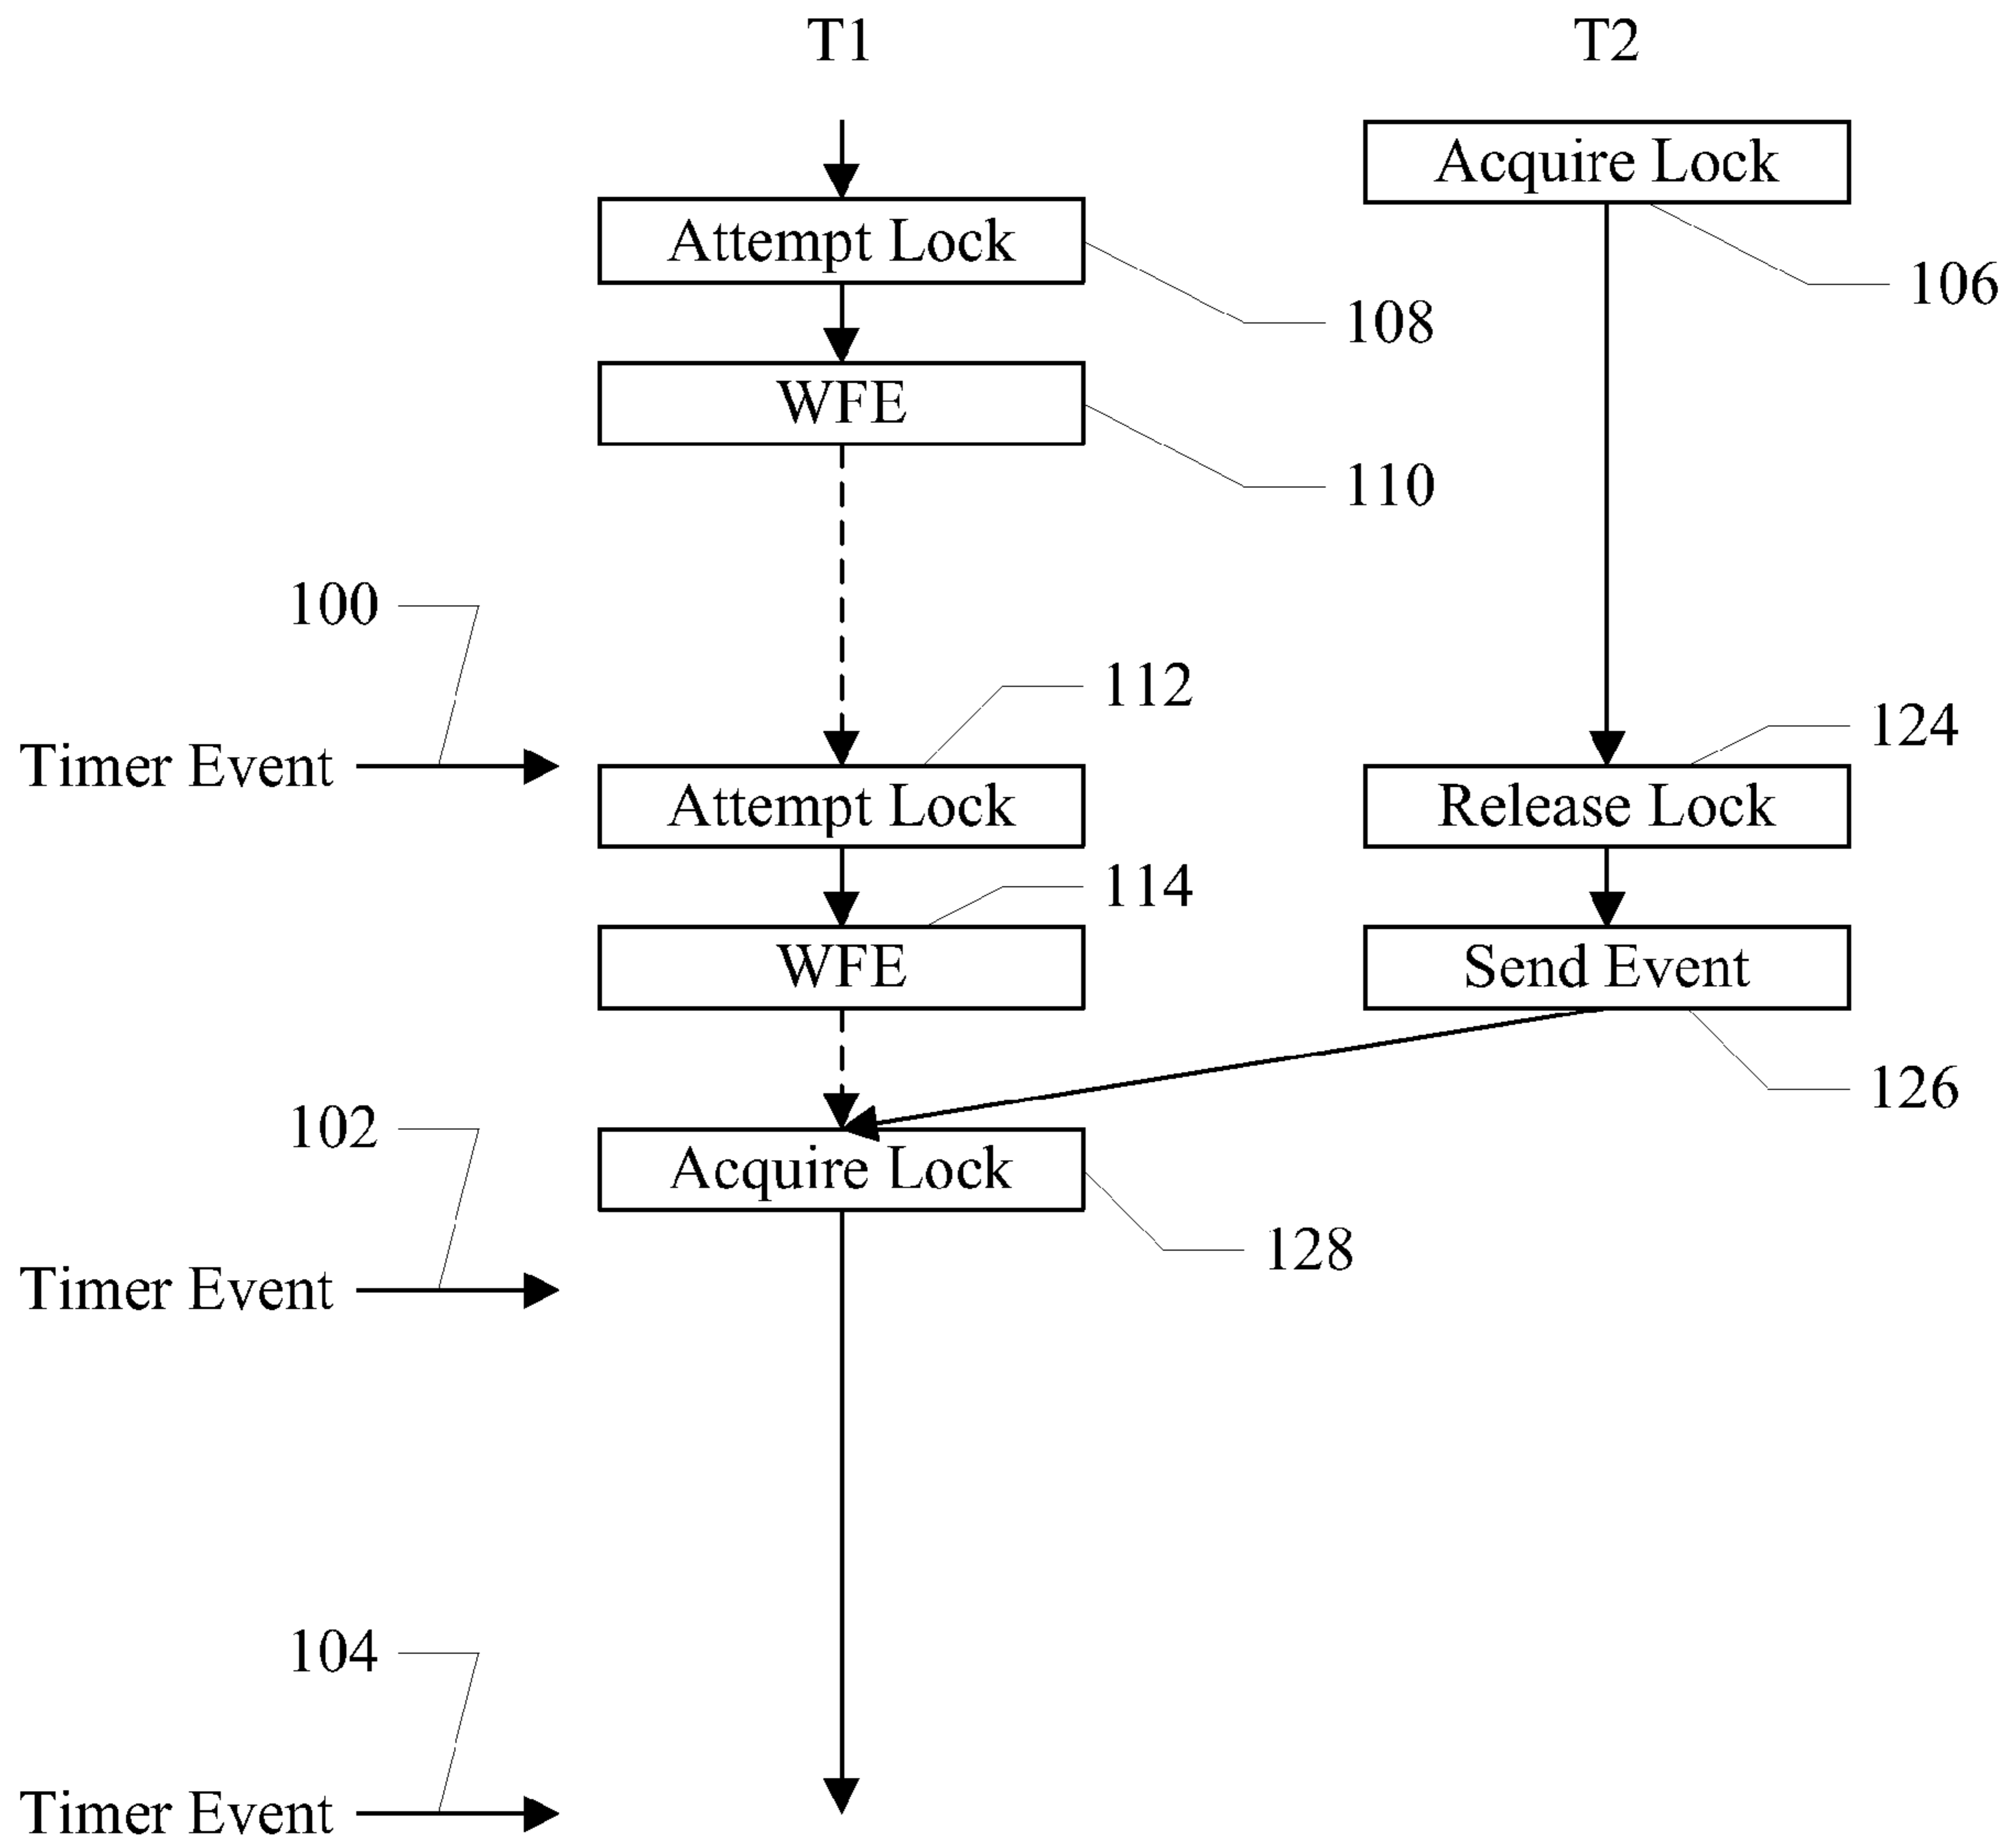 T1
T2
Acquire Lock
Attempt Lock
106
108
WFE
110
100
112
124
Timer Event
Attempt Lock
Release Lock
114
WFE
Send Event
126
102
Acquire Lock
128
Timer Event
104
Timer Event